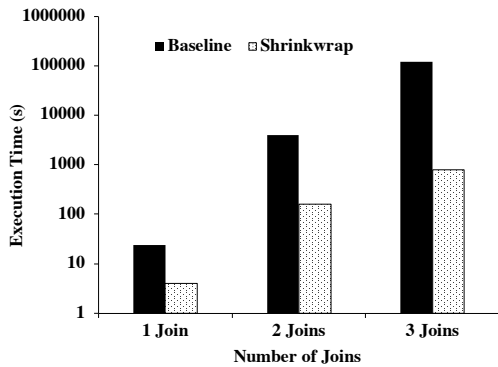 1000000
100000
10000
1000
100
10
1
Execution Time (s)
Baseline
Shrinkwrap
1 Join
2 Joins
3 Joins
Number of Joins